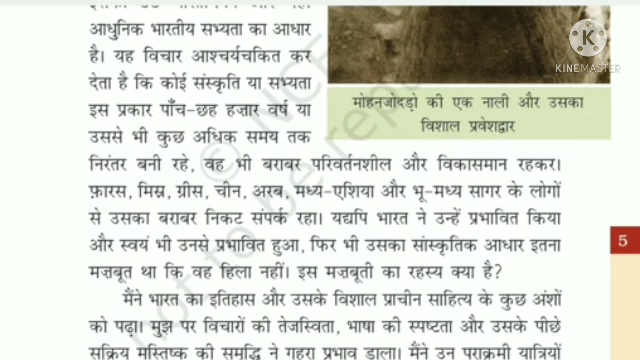 आधुनिक भारतीय सभ्यता का आधार
है। यह विचार आश्चर्यचकित कर
देता है कि कोई संस्कृति या सभ्यता
इस प्रकार पाँच-छह हज़ार वर्ष या
उससे भी कुछ अधिक समय तक
निरंतर बनी रहे, वह भी बराबर परिवर्तनशील और विकासमान रहकर।
फ़ारस, मिस्र, ग्रीस, चीन, अरब, मध्य-एशिया और भू-मध्य सागर के लोगों
से उसका बराबर निकट संपर्क रहा। यद्यपि भारत ने उन्हें प्रभावित किया
और स्वयं भी उनसे प्रभावित हुआ, फिर भी उसका सांस्कृतिक आधार इतना
मज़बूत था कि वह हिला नहीं। इस मज़बूती का रहस्य क्या है?
मैंने भारत का इतिहास और उसके विशाल प्राचीन साहित्य के कुछ अंशों
को पढ़ा। मुझ पर विचारों की तेजस्विता, भाषा की स्पष्टता और उसके पीछे
सक्रिय मस्तिष्क की समृद्धि ने गहरा प्रभाव डाला। मैंने उन पराक्रमी यात्रियों
मोहनजोदड़ो की एक नाली और उसका
विशाल प्रवेशद्वार
KINEMASTER
5
not to be